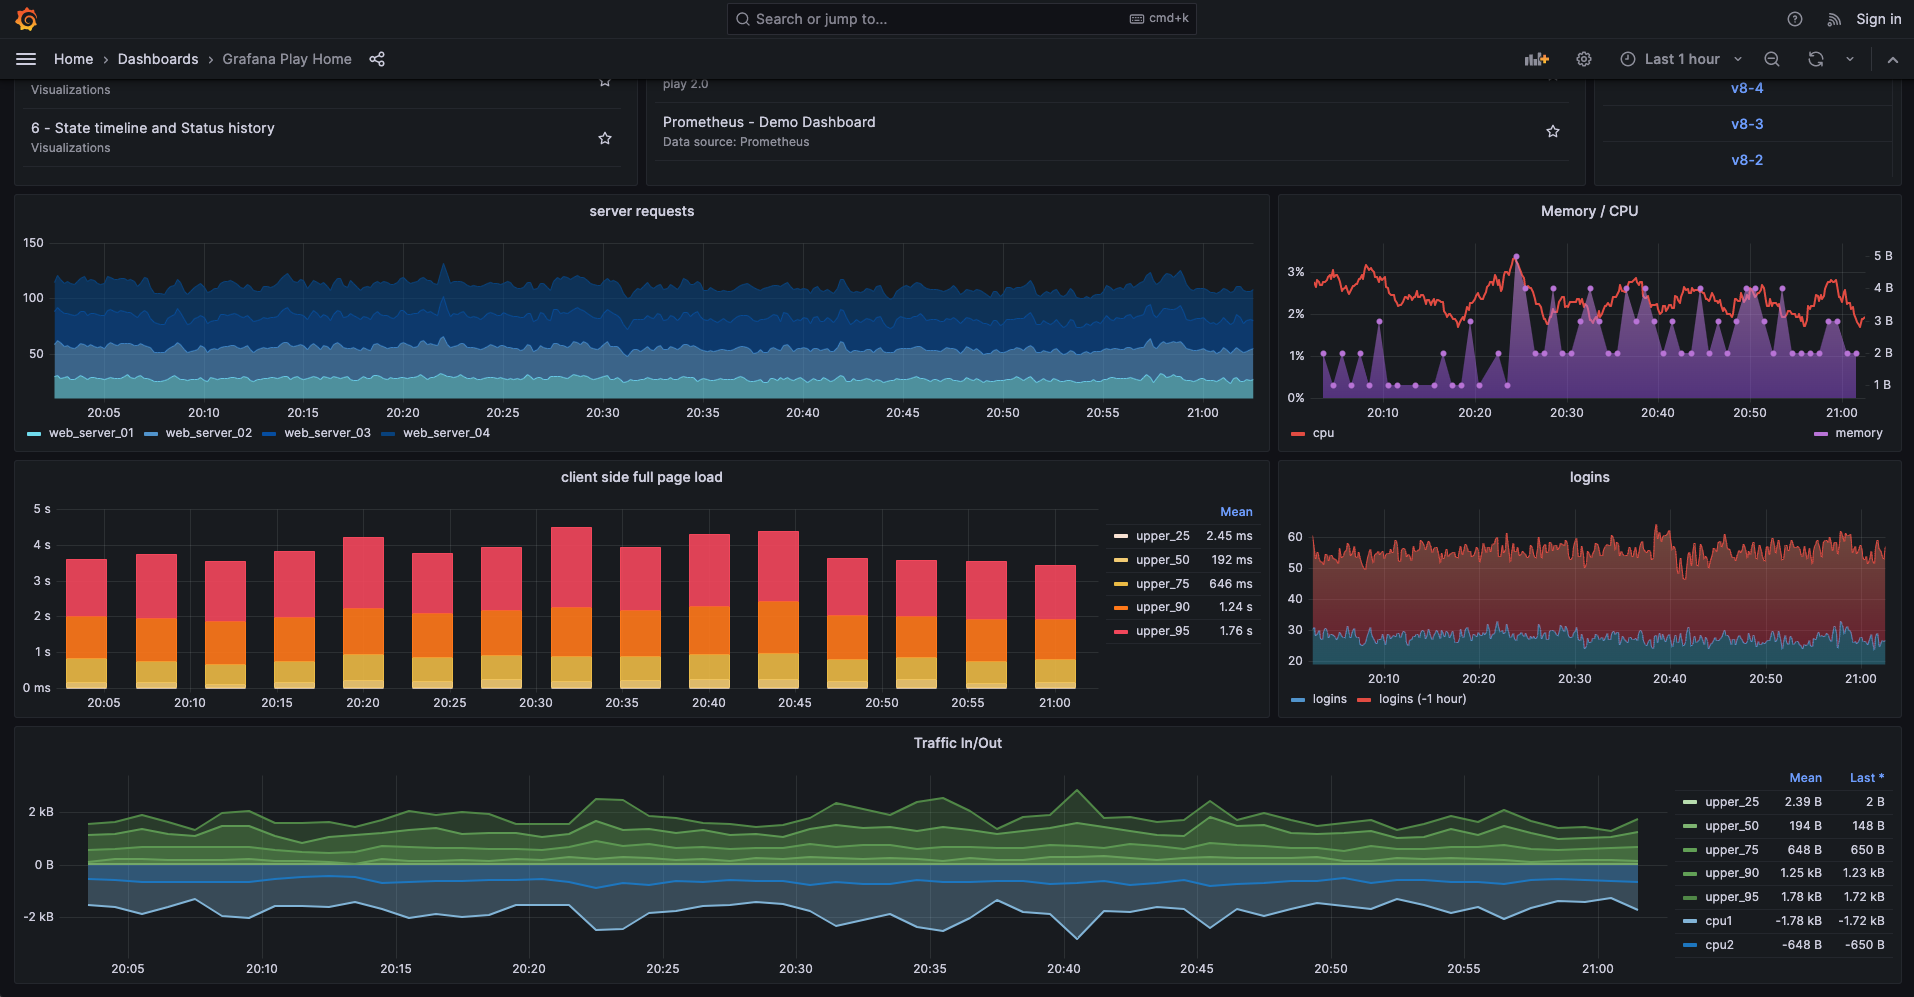 Search or jump to...
cmd+k
Sign in
Home › Dashboards › Grafana Play Home
Last 1 hour
Visualizations
6 - State timeline and Status history
Visualizations
play 2.0
Prometheus - Demo Dashboard
Data source: Prometheus
v8-4
v8-3
v8-2
server requests
150
100
50
20:05 20:10 20:15 20:20 20:25 20:30 20:35 20:40 20:45 20:50 20:55 21:00
web_server_01 web_server_02 web_server_03 web_server_04
Memory / CPU
3%
2%
1%
0%
5 B
4 B
3 B
2 B
1 B
20:10 20:20 20:30 20:40 20:50 21:00
cpu
memory
client side full page load
5 s
4 s
3 s
2 s
1 s
0 ms
20:05 20:10 20:15 20:20 20:25 20:30 20:35 20:40 20:45 20:50 20:55 21:00
Mean
upper_25 2.45 ms
upper_50 192 ms
upper_75 646 ms
upper_90 1.24 s
upper_95 1.76 s
logins
60
50
40
30
20
20:10 20:20 20:30 20:40 20:50 21:00
logins logins (-1 hour)
Traffic In/Out
2 kB
0 B
-2 kB
20:05 20:10 20:15 20:20 20:25 20:30 20:35 20:40 20:45 20:50 20:55 21:00
Mean Last *
upper_25 2.39 B 2 B
upper_50 194 B 148 B
upper_75 648 B 650 B
upper_90 1.25 kB 1.23 kB
upper_95 1.78 kB 1.72 kB
cpu1 -1.78 kB -1.72 kB
cpu2 -648 B -650 B